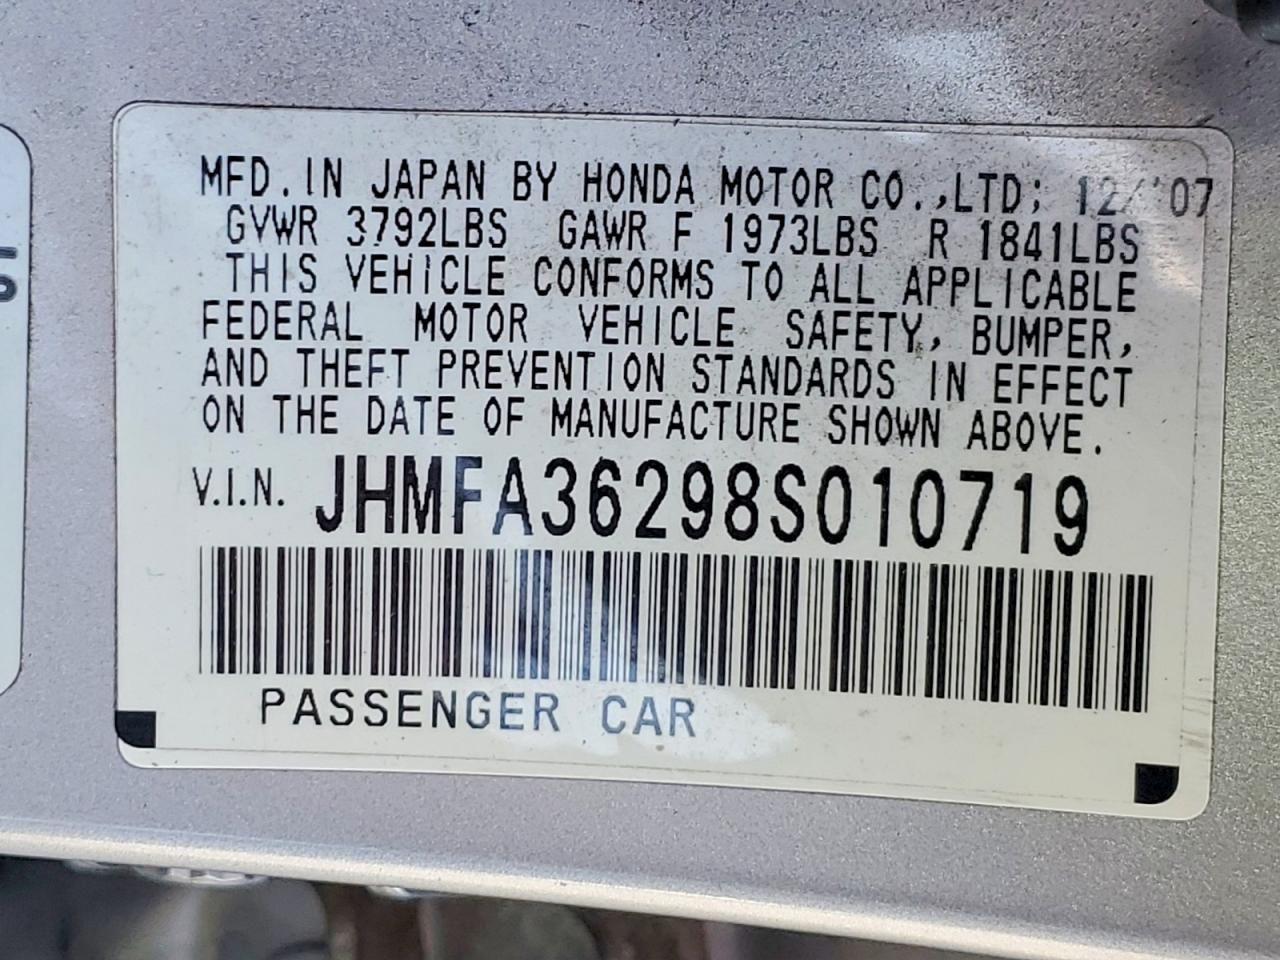 MFD. IN JAPAN BY HONDA MOTOR CO.,LTD; 12/'07
GVWR 3792LBS GAWR F 1973LBS R 1841LBS
THIS VEHICLE CONFORMS TO ALL APPLICABLE
FEDERAL MOTOR VEHICLE SAFETY, BUMPER,
AND THEFT PREVENTION STANDARDS IN EFFECT
ON THE DATE OF MANUFACTURE SHOWN ABOVE.
V.I.N. JHMFA36298S010719
PASSENGER CAR